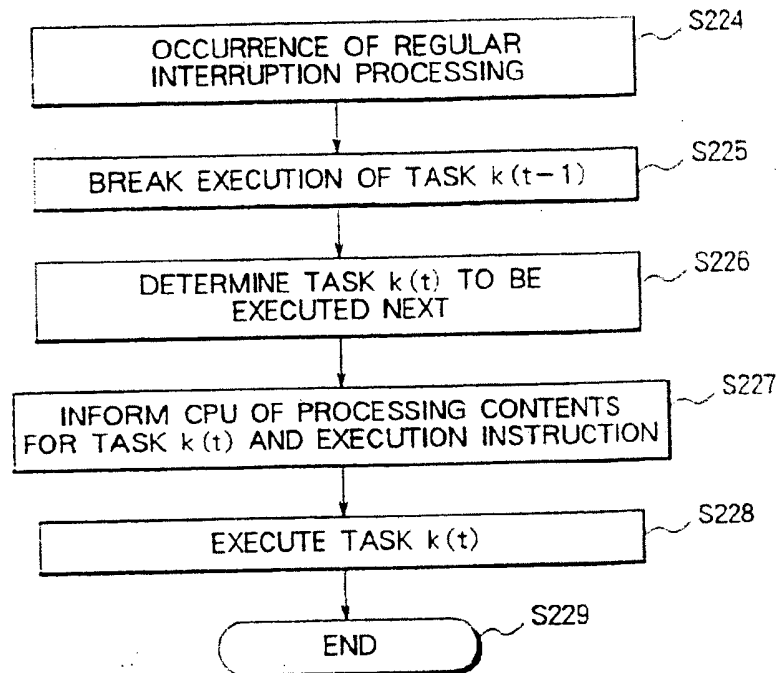 S224
OCCURRENCE OF REGULAR
INTERRUPTION PROCESSING
S225
BREAK EXECUTION OF TASK k(t-1)
S226
DETERMINE TASK k(t) TO BE
EXECUTED NEXT
S227
INFORM CPU OF PROCESSING CONTENTS
FOR TASK k(t) AND EXECUTION INSTRUCTION
S228
EXECUTE TASK k(t)
S229
END